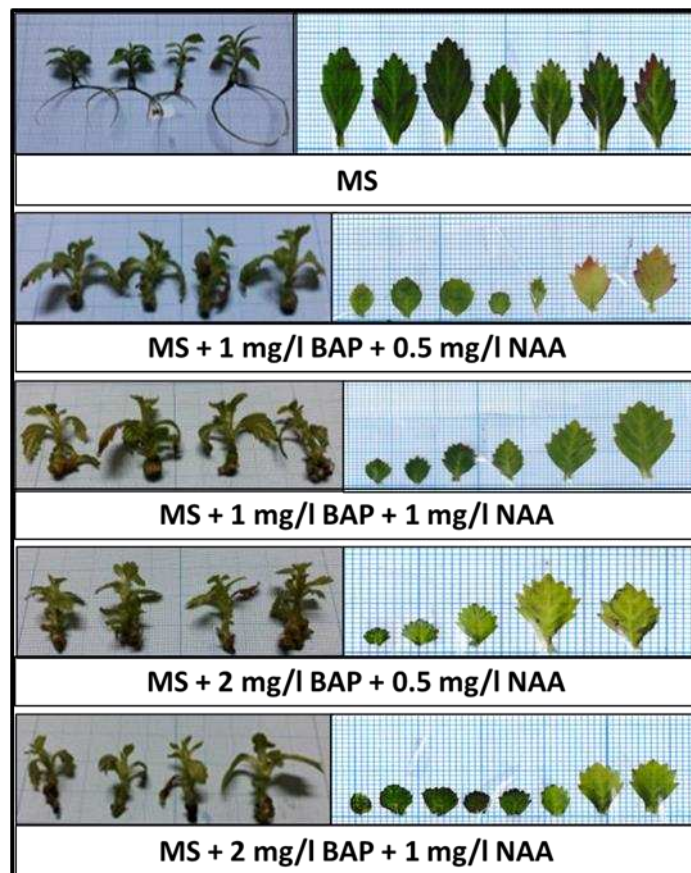 MS
MS + 1 mg/l BAP + 0.5 mg/l NAA
MS + 1 mg/l BAP + 1 mg/l NAA
MS + 2 mg/l BAP + 0.5 mg/l NAA
MS + 2 mg/l BAP + 1 mg/l NAA